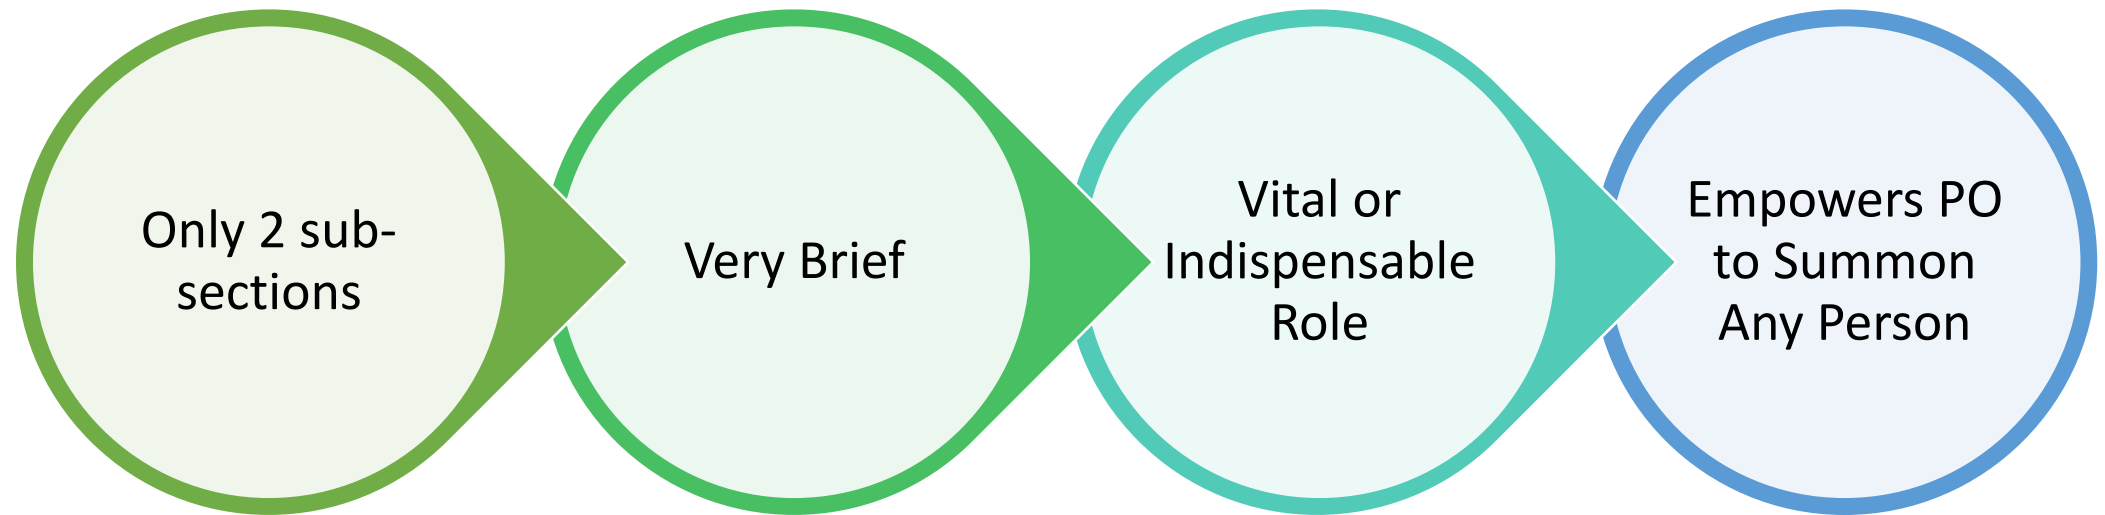 Only 2 sub-
sections
Very Brief
Vital or
Indispensable
Role
Empowers PO
to Summon
Any Person